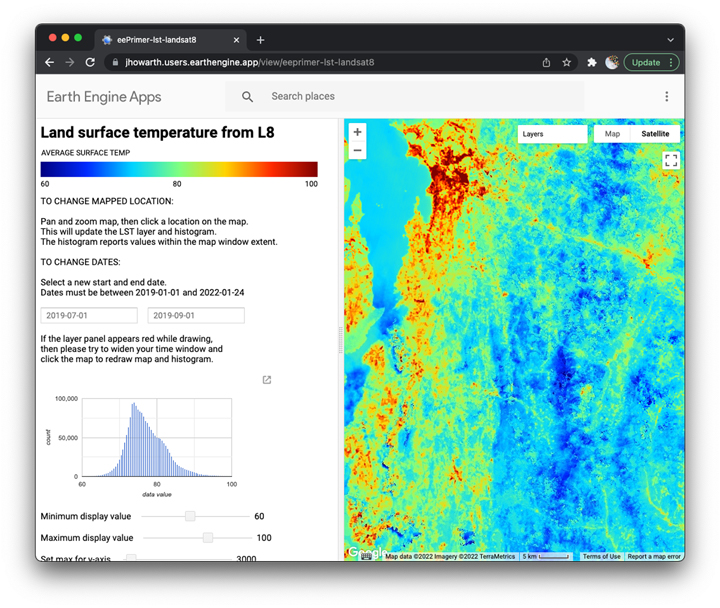 eePrimer-lst-landsat8
jhowarth.users.earthengine.app/view/eeprimer-lst-landsat8
Update
Earth Engine Apps
Search places
Land surface temperature from L8
AVERAGE SURFACE TEMP
60 80 100
TO CHANGE MAPPED LOCATION:
Pan and zoom map, then click a location on the map.
This will update the LST layer and histogram.
The histogram reports values within the map window extent.
TO CHANGE DATES:
Select a new start and end date.
Dates must be between 2019-01-01 and 2022-01-24
2019-07-01 2019-09-01
If the layer panel appears red while drawing,
then please try to widen your time window and
click the map to redraw map and histogram.
100,000
50,000
0
count
60 80 100
data value
Minimum display value 60
Maximum display value 100
Set max for y-axis 3000
Layers
Map Satellite
Google
Map data ©2022 Imagery ©2022 TerraMetrics 5 km Terms of Use Report a map error